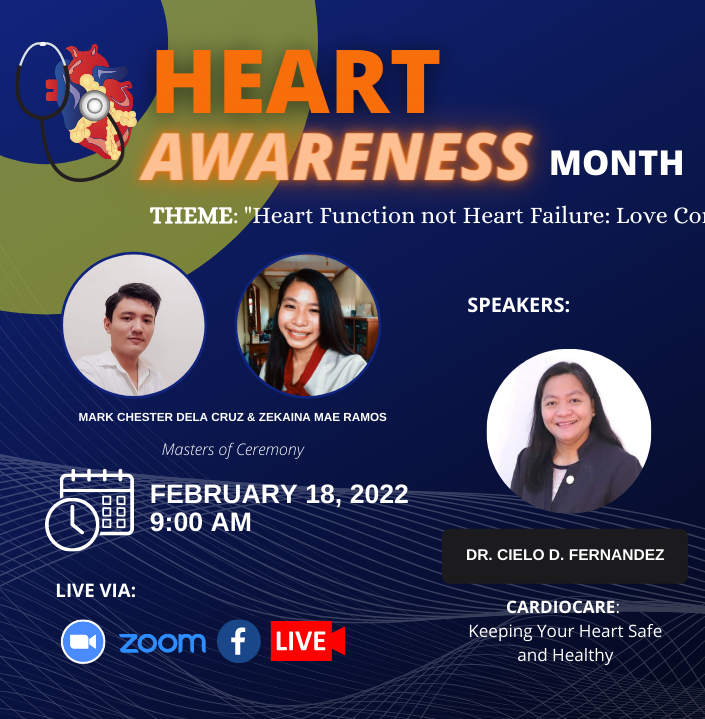 HEART
AWARENESS MONTH
THEME: "Heart Function not Heart Failure: Love
SPEAKERS:
MARK CHESTER DELA CRUZ & ZEKAINA MAE RAMOS
Masters of Ceremony
FEBRUARY 18, 2022
9:00 AM
DR. CIELO D. FERNANDEZ
LIVE VIA:
zoom
f
LIVE
CARDIOCARE:
Keeping Your Heart Safe
and Healthy